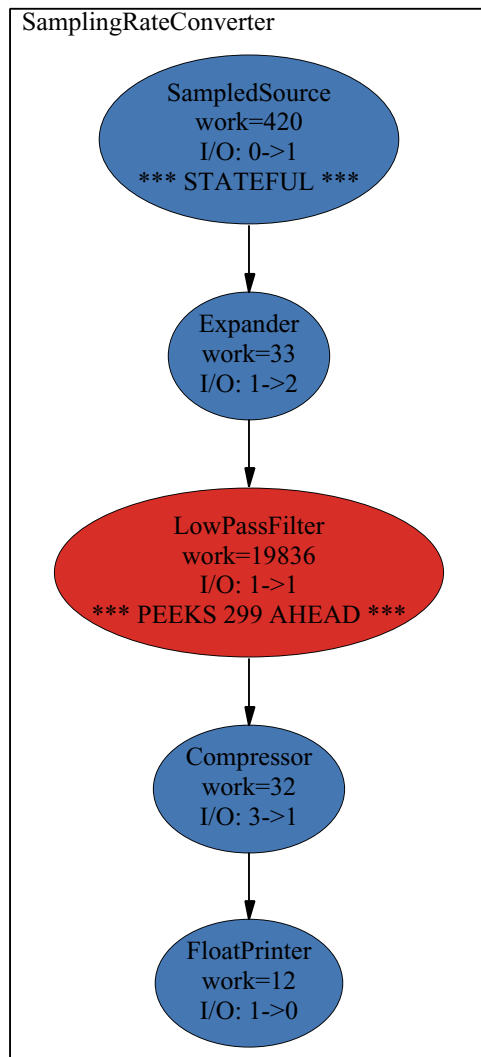 SamplingRateConverter
SampledSource
work=420
I/O: 0->1
*** STATEFUL ***
Expander
work=33
I/O: 1->2
LowPassFilter
work=19836
I/O: 1->1
*** PEEKS 299 AHEAD ***
Compressor
work=32
I/O: 3->1
FloatPrinter
work=12
I/O: 1->0